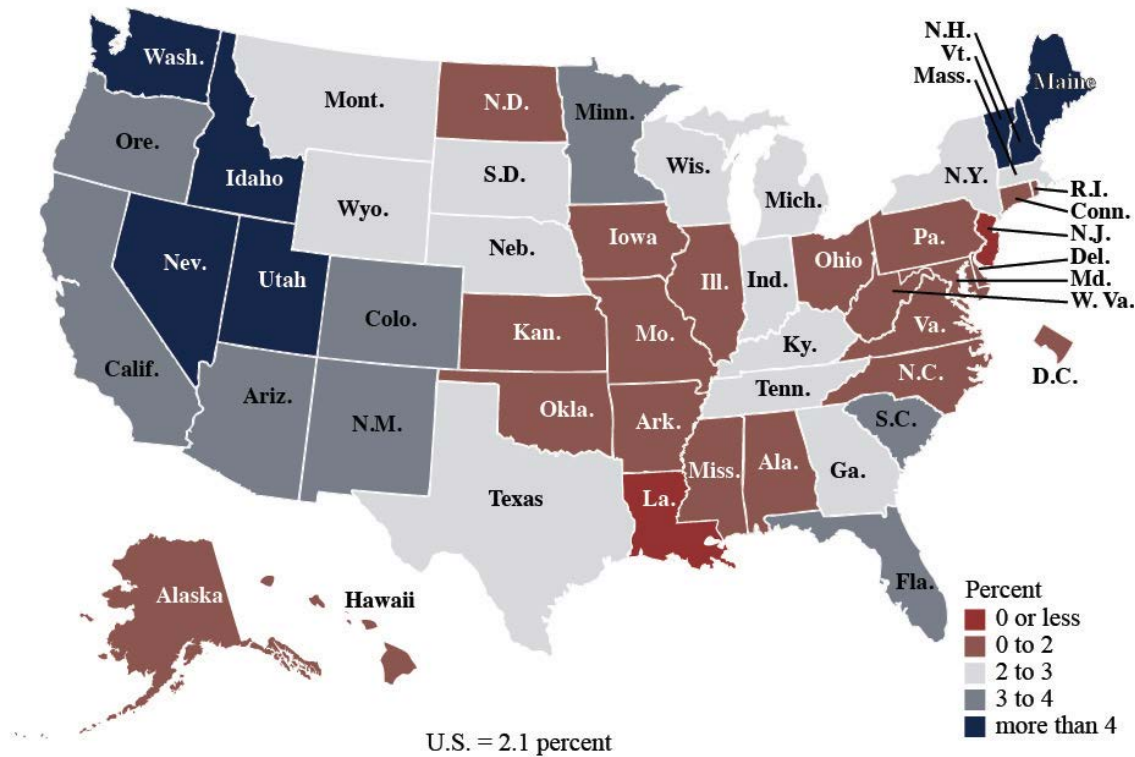 N.H.
Vt.
Mass.
Wash.
Mont.
N.D.
Minn.
Maine
Ore.
Idaho
Wyo.
S.D.
Wis.
Mich.
N.Y.
R.I.
Conn.
N.J.
Del.
Md.
W. Va.
Nev.
Utah
Colo.
Neb.
Iowa
Ill.
Ind.
Ohio
Pa.
Calif.
Ariz.
N.M.
Kan.
Mo.
Ky.
Va.
D.C.
Okla.
Ark.
Tenn.
N.C.
S.C.
Texas
La.
Miss.
Ala.
Ga.
Fla.
Alaska
Hawaii
Percent
0 or less
0 to 2
2 to 3
3 to 4
more than 4
U.S. = 2.1 percent